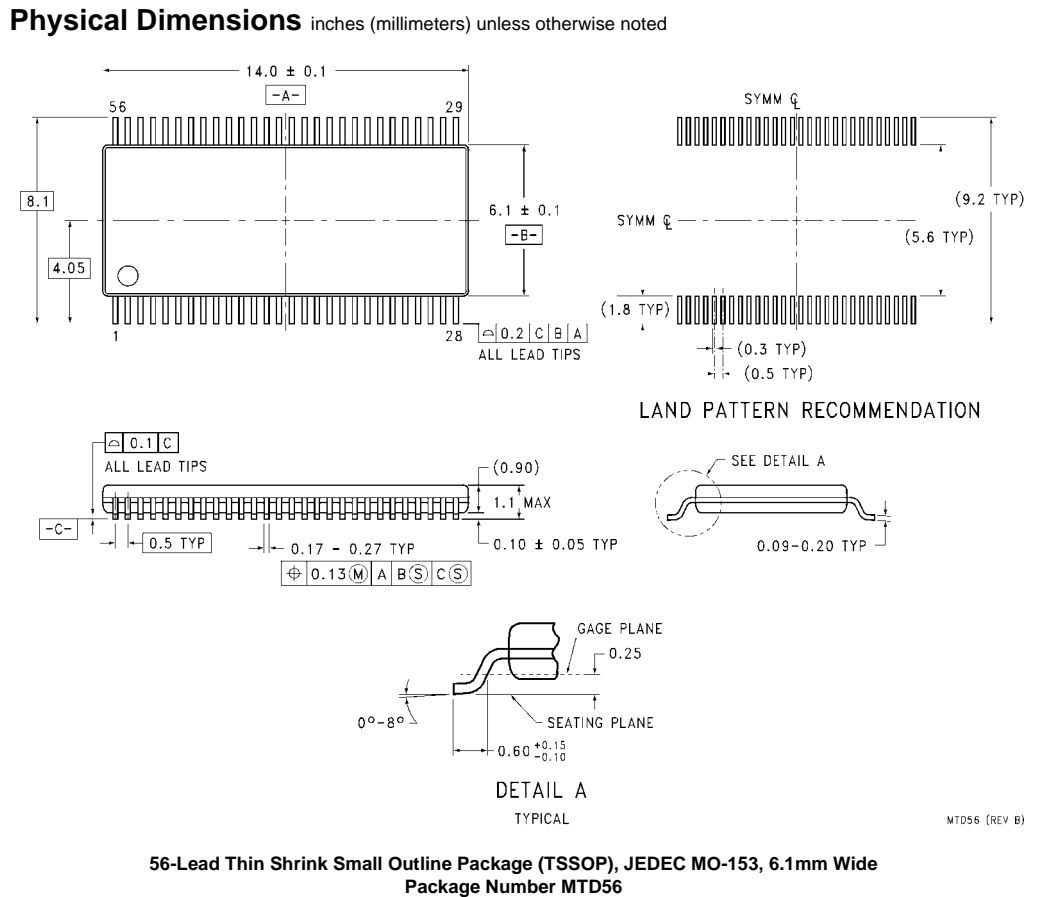 Physical Dimensions inches (millimeters) unless otherwise noted
14.0 ± 0.1
-A-
56
29
8.1
4.05
6.1 ± 0.1
-B-
1
28
⌓ 0.2 C B A
ALL LEAD TIPS
SYMM ℄
SYMM ℄
(9.2 TYP)
(5.6 TYP)
(1.8 TYP)
(0.3 TYP)
(0.5 TYP)
LAND PATTERN RECOMMENDATION
⌓ 0.1 C
ALL LEAD TIPS
(0.90)
1.1 MAX
-C-
0.5 TYP
0.17 - 0.27 TYP
0.10 ± 0.05 TYP
⌖ 0.13 Ⓜ A B Ⓢ C Ⓢ
SEE DETAIL A
0.09-0.20 TYP
GAGE PLANE
0.25
0°-8°
SEATING PLANE
0.60 +0.15 -0.10
DETAIL A
TYPICAL
MTD56 (REV B)
56-Lead Thin Shrink Small Outline Package (TSSOP), JEDEC MO-153, 6.1mm Wide
Package Number MTD56